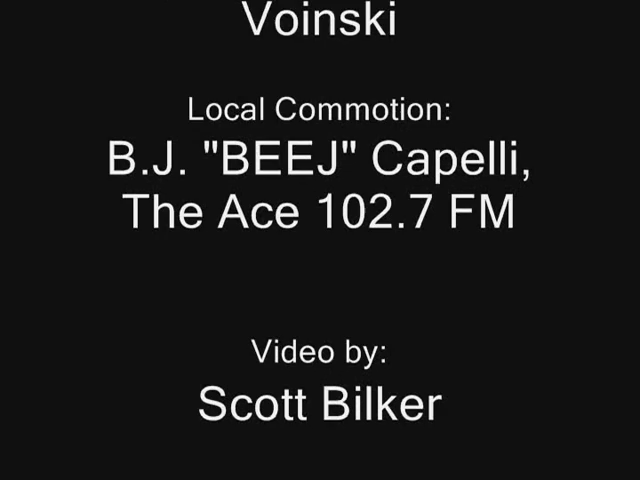 Voinski
Local Commotion:
B.J. "BEEJ" Capelli,
The Ace 102.7 FM
Video by:
Scott Bilker